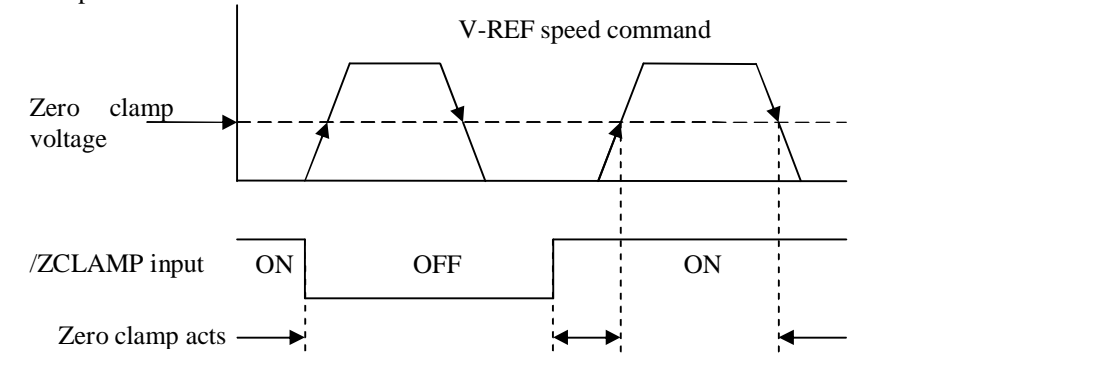 V-REF speed command
Zero clamp
voltage
/ZCLAMP input
ON
OFF
ON
Zero clamp acts